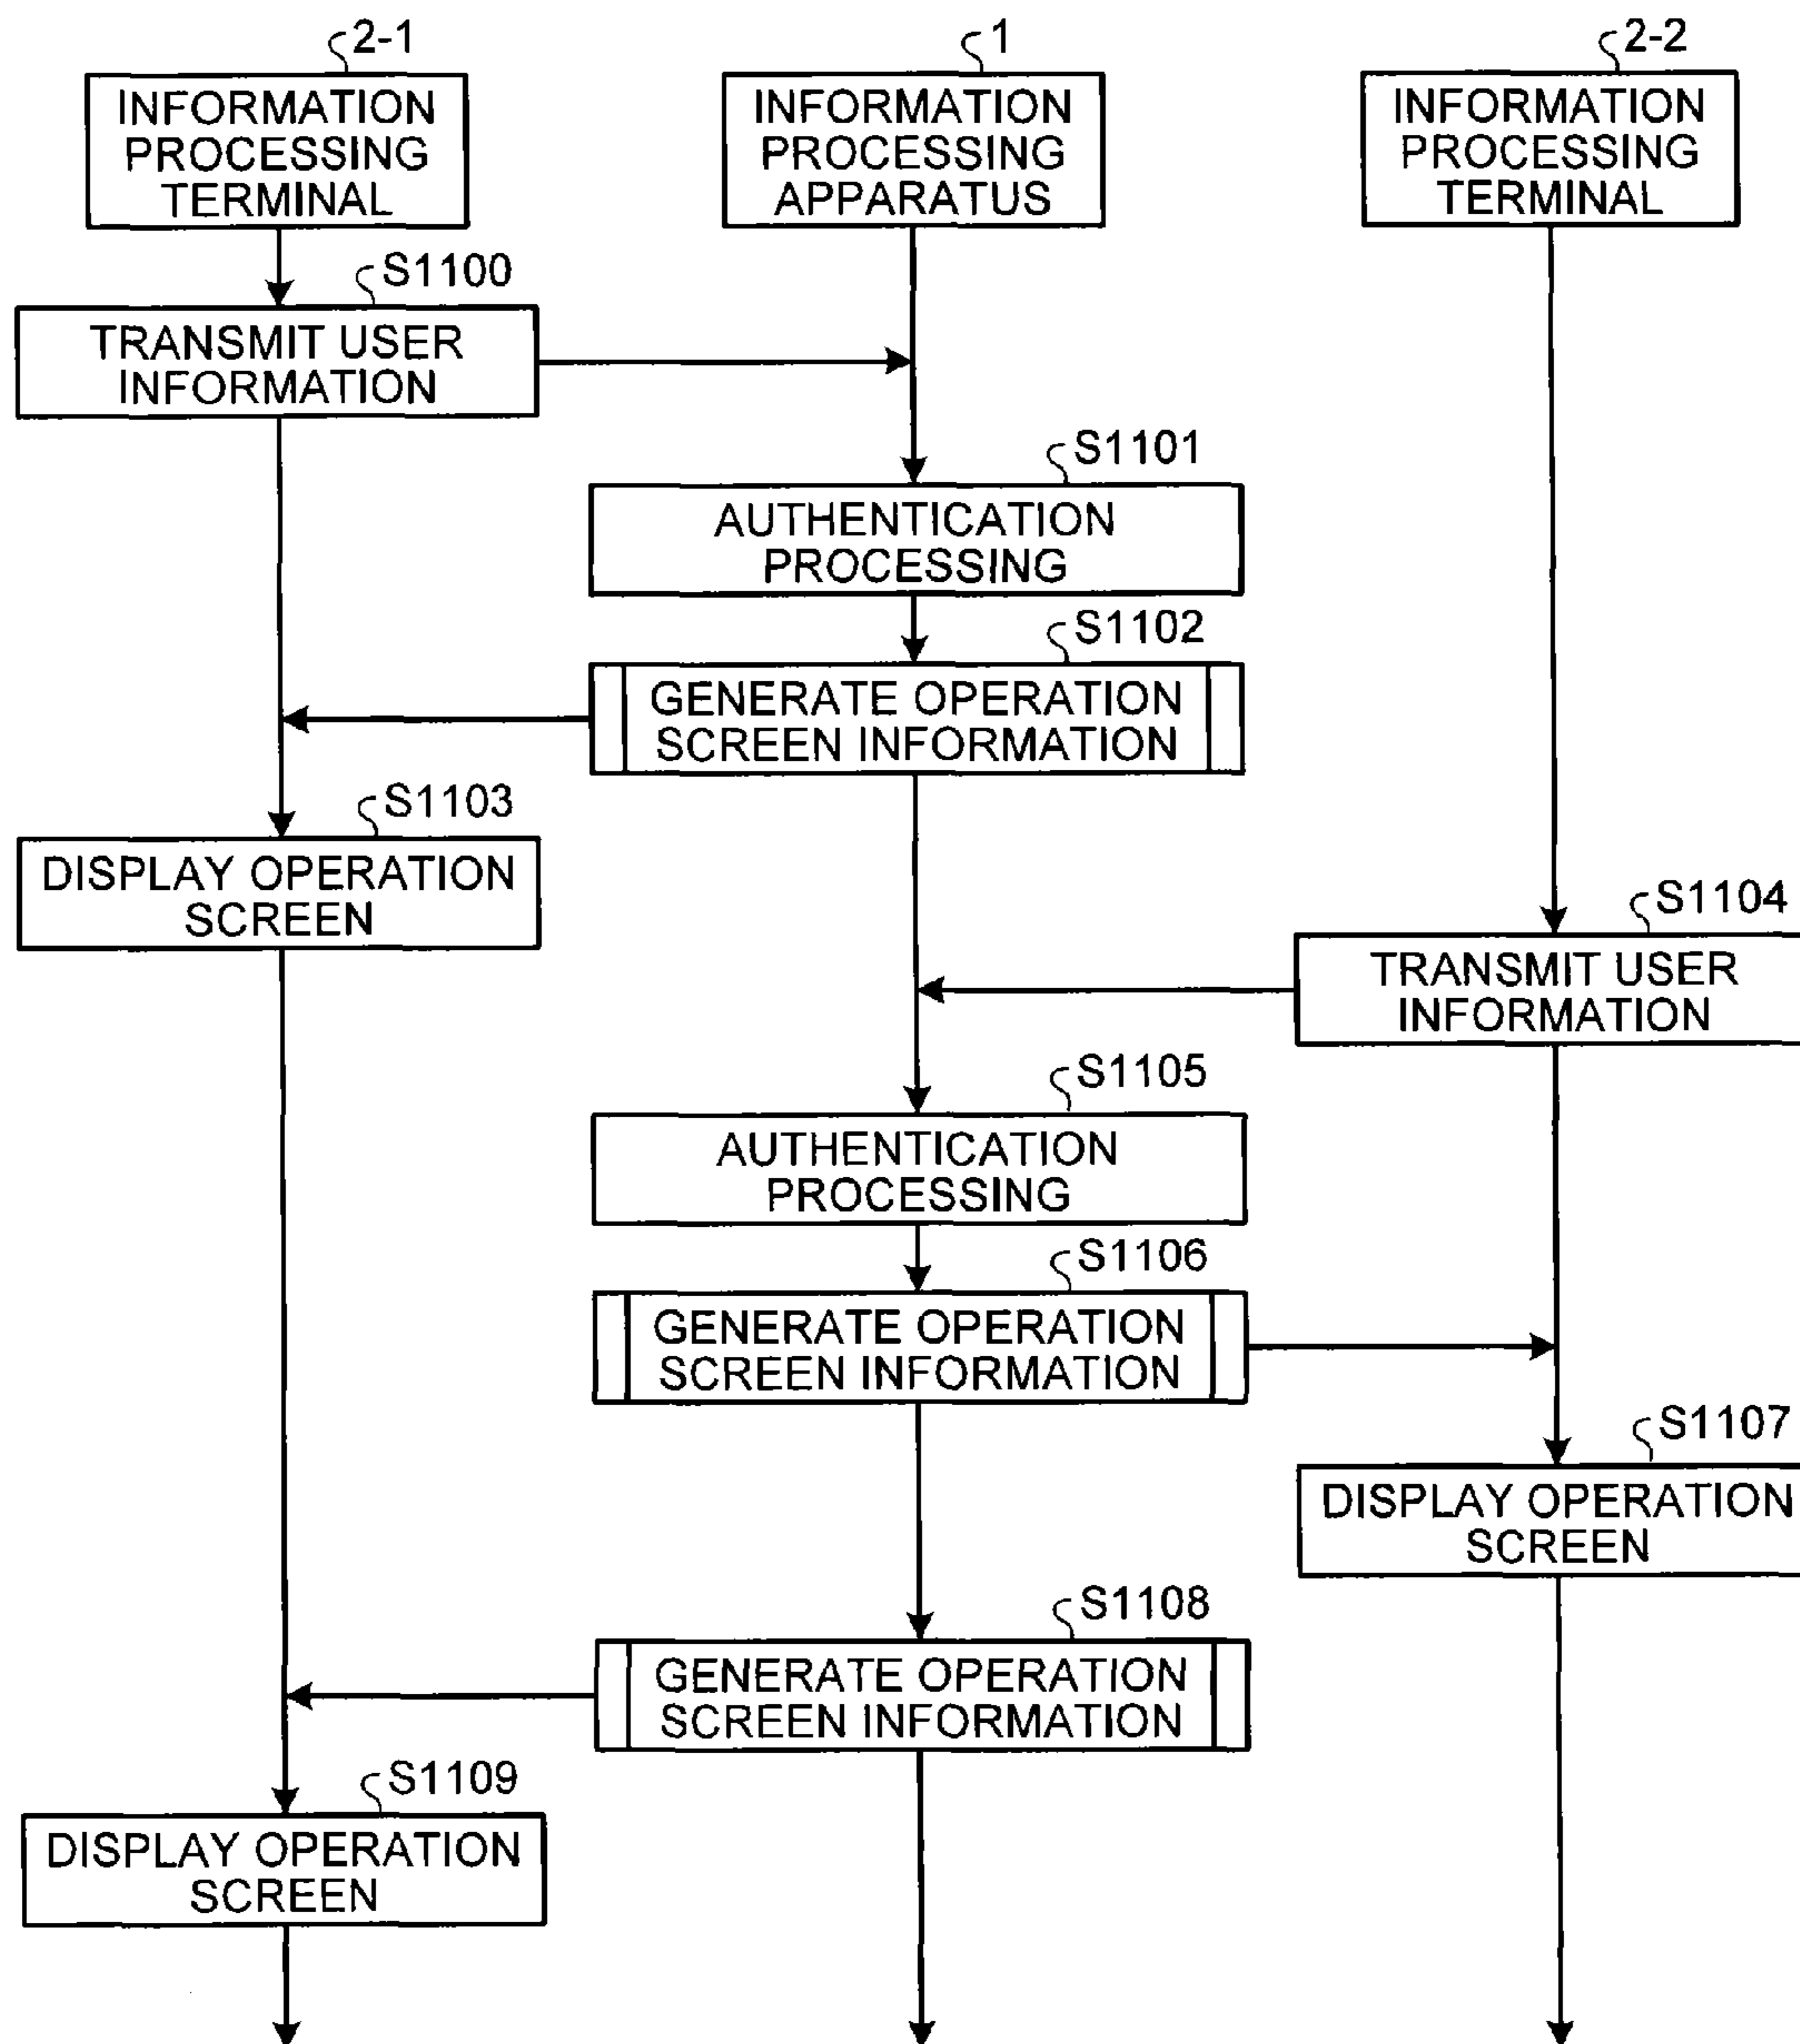 2-1
INFORMATION
PROCESSING
TERMINAL
1
INFORMATION
PROCESSING
APPARATUS
2-2
INFORMATION
PROCESSING
TERMINAL
S1100
TRANSMIT USER
INFORMATION
S1101
AUTHENTICATION
PROCESSING
S1102
GENERATE OPERATION
SCREEN INFORMATION
S1103
DISPLAY OPERATION
SCREEN
S1104
TRANSMIT USER
INFORMATION
S1105
AUTHENTICATION
PROCESSING
S1106
GENERATE OPERATION
SCREEN INFORMATION
S1107
DISPLAY OPERATION
SCREEN
S1108
GENERATE OPERATION
SCREEN INFORMATION
S1109
DISPLAY OPERATION
SCREEN